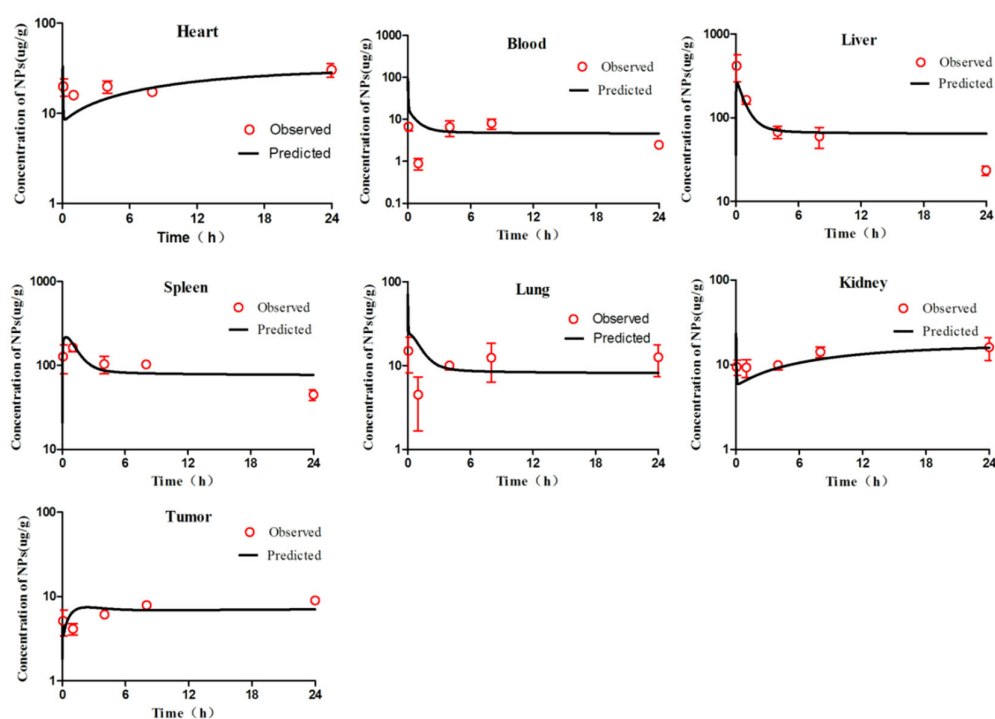 Heart
Concentration of NPs(ug/g)
100
10
1
Observed
Predicted
0 6 12 18 24
Time（h）
Blood
Concentration of NPs(ug/g)
1000
100
10
1
0.1
Observed
Predicted
0 6 12 18 24
Time（h）
Liver
Concentration of NPs(ug/g)
1000
100
10
Observed
Predicted
0 6 12 18 24
Time（h）
Spleen
Concentration of NPs(ug/g)
1000
100
10
Observed
Predicted
0 6 12 18 24
Time（h）
Lung
Concentration of NPs(ug/g)
100
10
1
Observed
Predicted
0 6 12 18 24
Time（h）
Kidney
Concentration of NPs(ug/g)
100
10
1
Observed
Predicted
0 6 12 18 24
Time（h）
Tumor
Concentration of NPs(ug/g)
100
10
1
Observed
Predicted
0 6 12 18 24
Time（h）